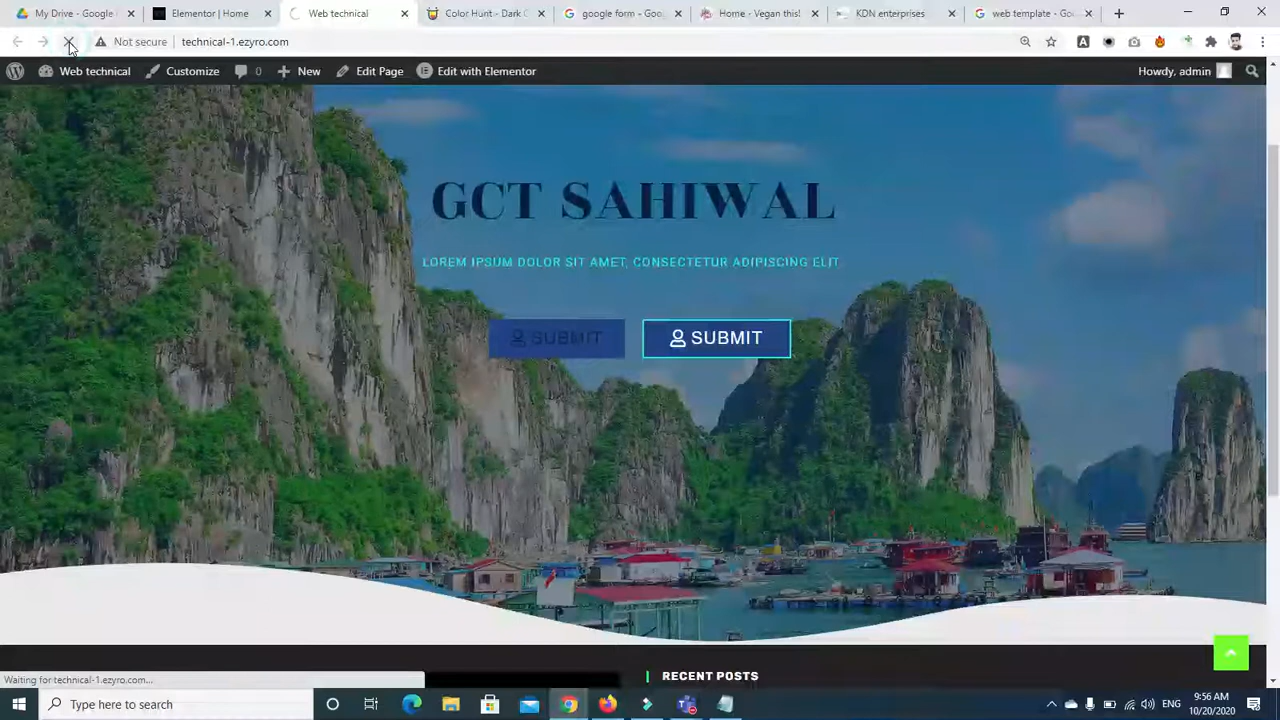 My Drive - Google
Elementor | Home
Web technical
Color Hunt - Dark C
google form - Goog
Home - Vegan this!
KDN enterprises
web template - Goo
Not secure
technical-1.ezyro.com
Web technical
Customize
0
New
Edit Page
Edit with Elementor
Howdy, admin
GCT SAHIWAL
LOREM IPSUM DOLOR SIT AMET, CONSECTETUR ADIPISCING ELIT
SUBMIT
SUBMIT
RECENT POSTS
Waiting for technical-1.ezyro.com...
Type here to search
ENG
9:56 AM
10/20/2020